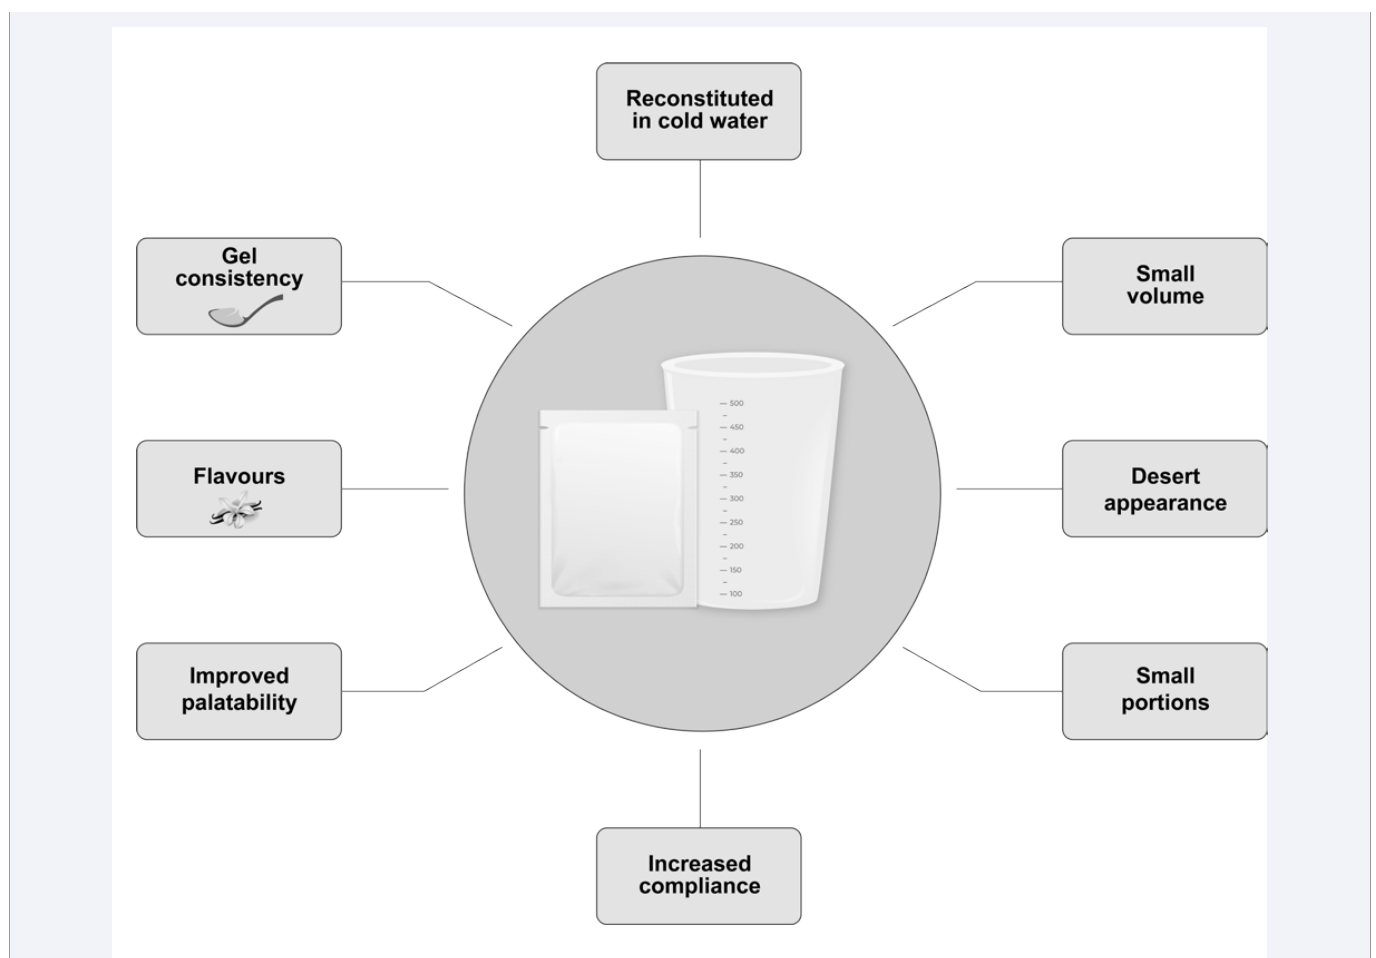 Reconstituted
in cold water
Gel
consistency
Small
volume
Flavours
Desert
appearance
Improved
palatability
Small
portions
Increased
compliance
500
450
400
350
300
250
200
150
100